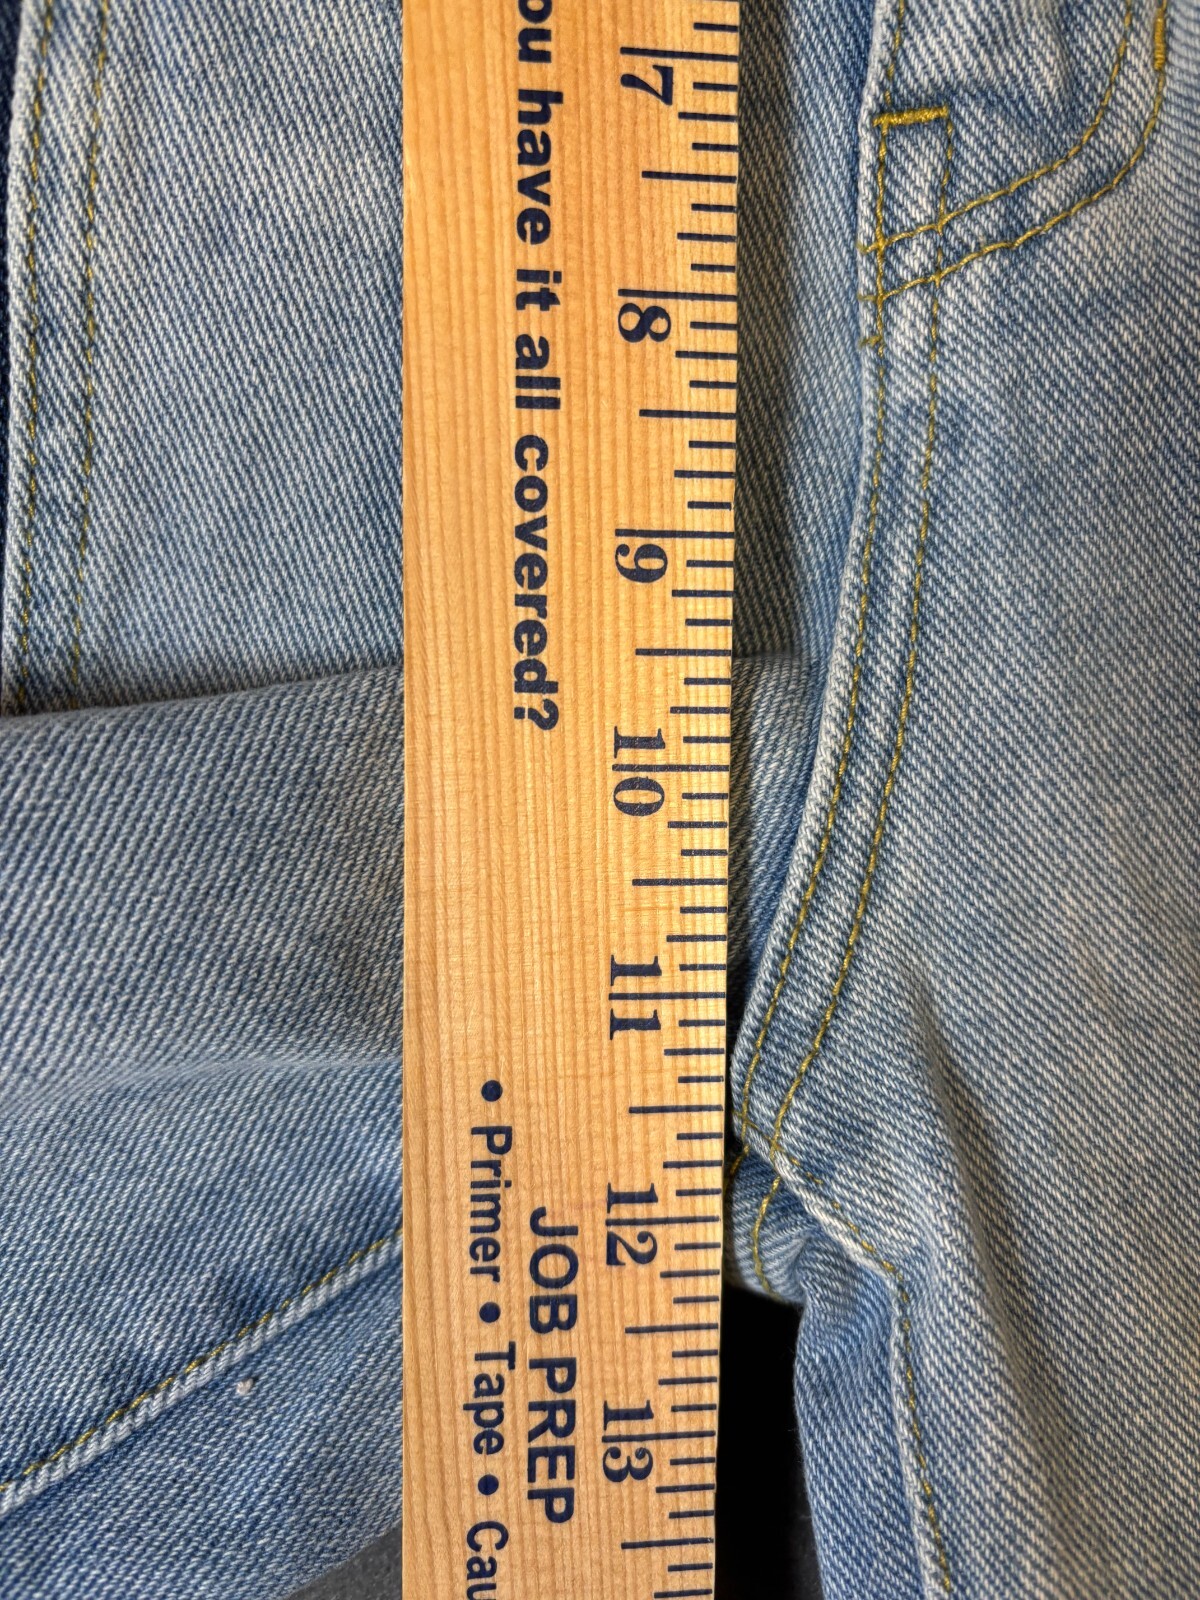 ou have it all covered?
JOB PREP
• Primer • Tape • Cau
7
8
9
10
11
12
13